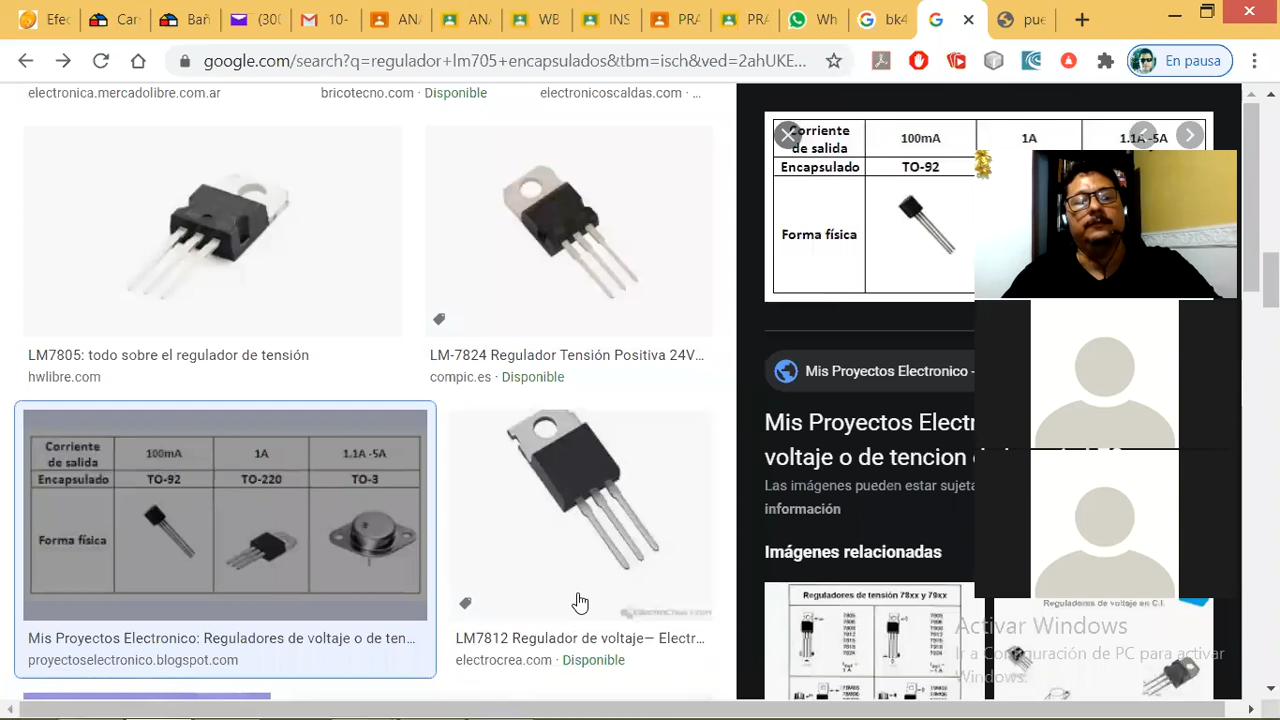 Efec
Car
Bañ
(30
10-
ANA
ANA
WB
INS
PRA
PRA
Wh
bk4
pue
google.com/search?q=regulador+lm705+encapsulados&tbm=isch&ved=2ahUKE...
En pausa
electronica.mercadolibre.com.ar
bricotecno.com · Disponible
electronicoscaldas.com · ...
LM7805: todo sobre el regulador de tensión
hwlibre.com
LM-7824 Regulador Tensión Positiva 24V...
compic.es · Disponible
Corriente de salida 100mA 1A 1.1A -5A
Encapsulado TO-92 TO-220 TO-3
Forma física
Mis Proyectos Electronico: Reguladores de voltaje o de ten...
proyectoselectronice.blogspot.com
LM7812 Regulador de voltaje— Electr...
electrocrea.com · Disponible
Corriente de salida 100mA 1A 1.1A -5A
Encapsulado TO-92
Forma física
Mis Proyectos Electronico -
Mis Proyectos Electr
voltaje o de tencion
Las imágenes pueden estar sujeta
información
Imágenes relacionadas
Reguladores de tensión 78xx y 79xx
Reguladores de voltaje en C.I.
Activar Windows
Ir a Configuración de PC para activar
Windows.